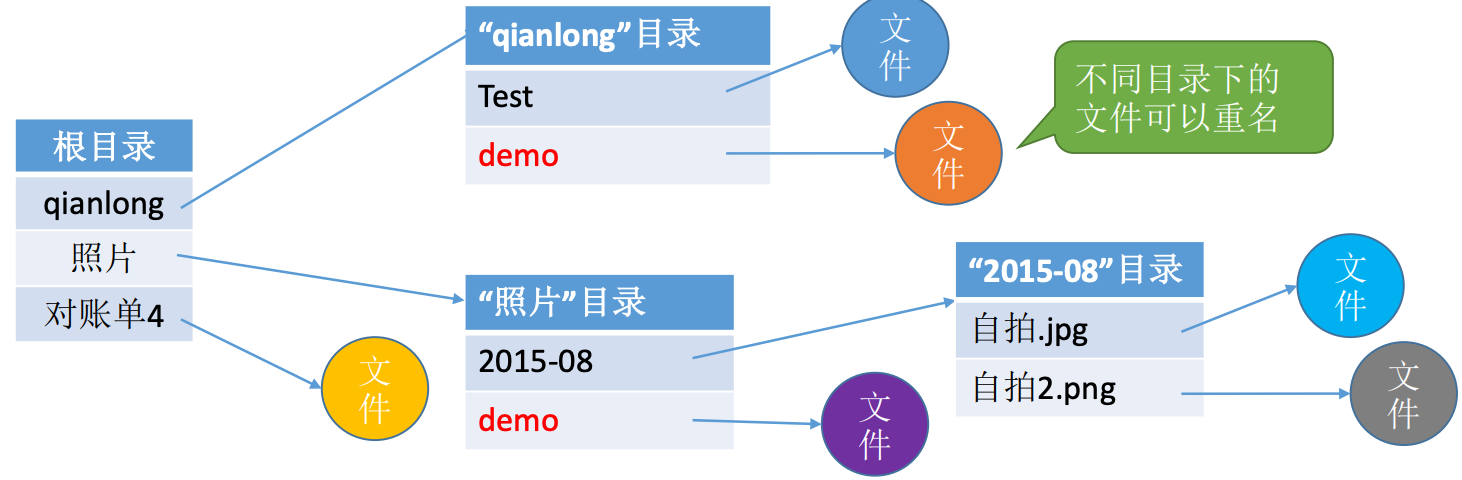 根目录
qianlong
照片
对账单4
文
件
“qianlong”目录
Test
demo
文
件
文
件
不同目录下的
文件可以重名
“照片”目录
2015-08
demo
文
件
“2015-08”目录
自拍.jpg
自拍2.png
文
件
文
件